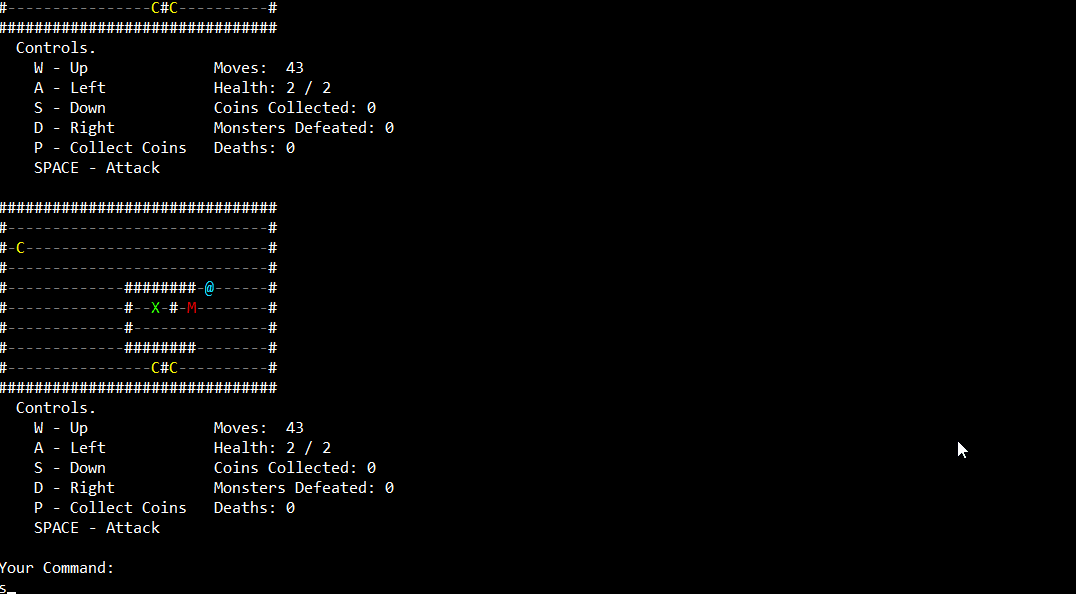 #----------------C#C----------#
###############################
Controls.
W - Up Moves: 43
A - Left Health: 2 / 2
S - Down Coins Collected: 0
D - Right Monsters Defeated: 0
P - Collect Coins Deaths: 0
SPACE - Attack
###############################
#-----------------------------#
#-C---------------------------#
#-----------------------------#
#-------------########-@------#
#-------------#--X-#-M--------#
#-------------#---------------#
#-------------########--------#
#----------------C#C----------#
###############################
Controls.
W - Up Moves: 43
A - Left Health: 2 / 2
S - Down Coins Collected: 0
D - Right Monsters Defeated: 0
P - Collect Coins Deaths: 0
SPACE - Attack
Your Command:
s_